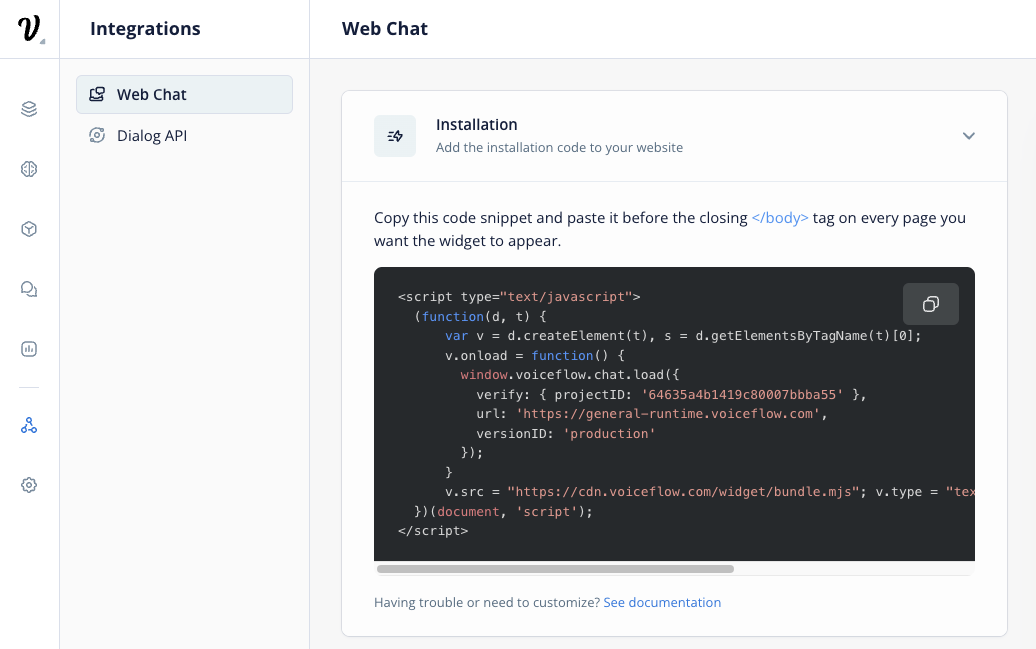 Integrations
Web Chat
Web Chat
Dialog API
Installation
Add the installation code to your website
Copy this code snippet and paste it before the closing </body> tag on every page you
want the widget to appear.
<script type="text/javascript">
  (function(d, t) {
      var v = d.createElement(t), s = d.getElementsByTagName(t)[0];
      v.onload = function() {
        window.voiceflow.chat.load({
          verify: { projectID: '64635a4b1419c80007bbba55' },
          url: 'https://general-runtime.voiceflow.com',
          versionID: 'production'
        });
      }
      v.src = "https://cdn.voiceflow.com/widget/bundle.mjs"; v.type = "tex
  })(document, 'script');
</script>
Having trouble or need to customize? See documentation